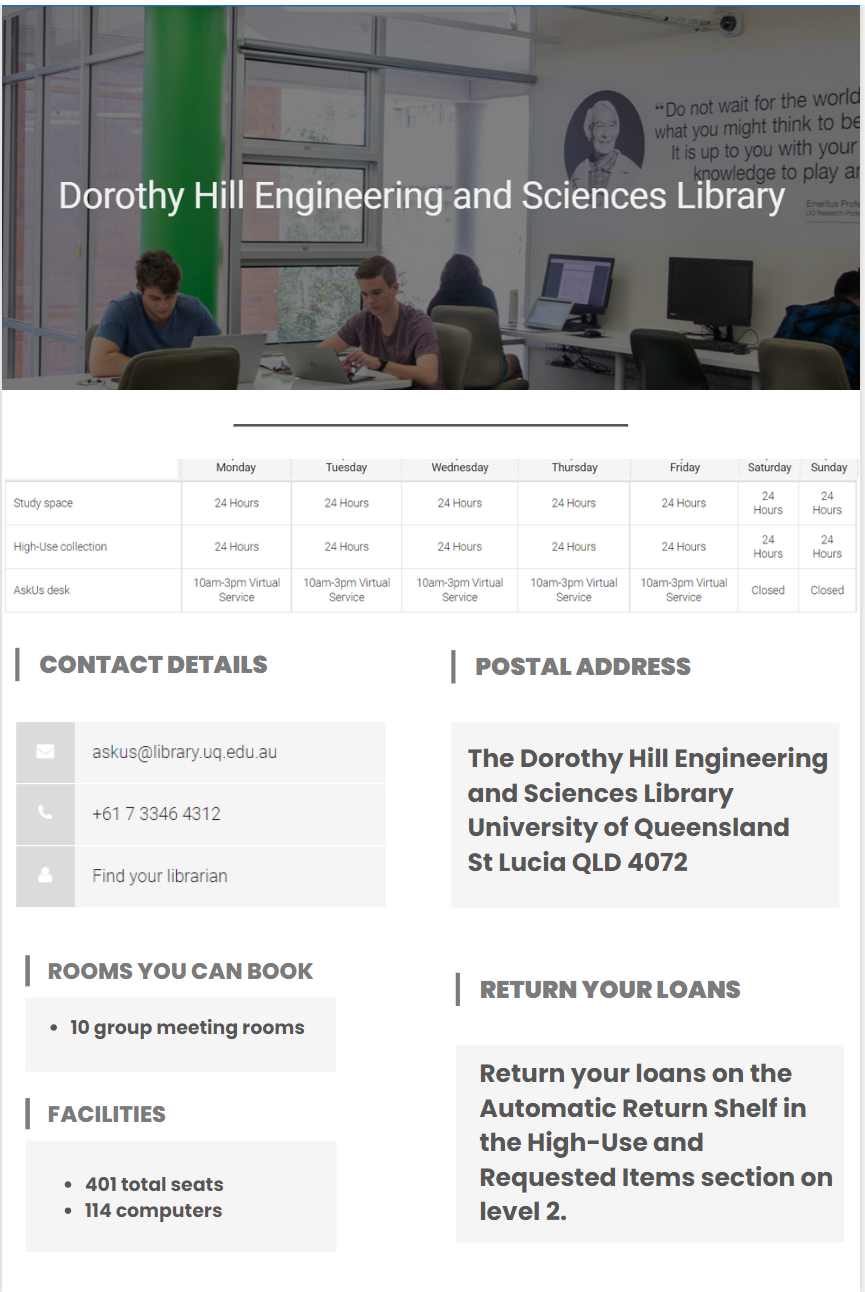 “Do not wait for the world
what you might think to be
It is up to you with your
knowledge to play
Dorothy Hill Engineering and Sciences Library
Emeritus
UQ Research
Monday Tuesday Wednesday Thursday Friday Saturday Sunday
Study space 24 Hours 24 Hours 24 Hours 24 Hours 24 Hours 24 Hours 24 Hours
High-Use collection 24 Hours 24 Hours 24 Hours 24 Hours 24 Hours 24 Hours 24 Hours
AskUs desk 10am-3pm Virtual Service 10am-3pm Virtual Service 10am-3pm Virtual Service 10am-3pm Virtual Service 10am-3pm Virtual Service Closed Closed
CONTACT DETAILS
askus@library.uq.edu.au
+61 7 3346 4312
Find your librarian
POSTAL ADDRESS
The Dorothy Hill Engineering
and Sciences Library
University of Queensland
St Lucia QLD 4072
ROOMS YOU CAN BOOK
• 10 group meeting rooms
FACILITIES
• 401 total seats
• 114 computers
RETURN YOUR LOANS
Return your loans on the
Automatic Return Shelf in
the High-Use and
Requested Items section on
level 2.